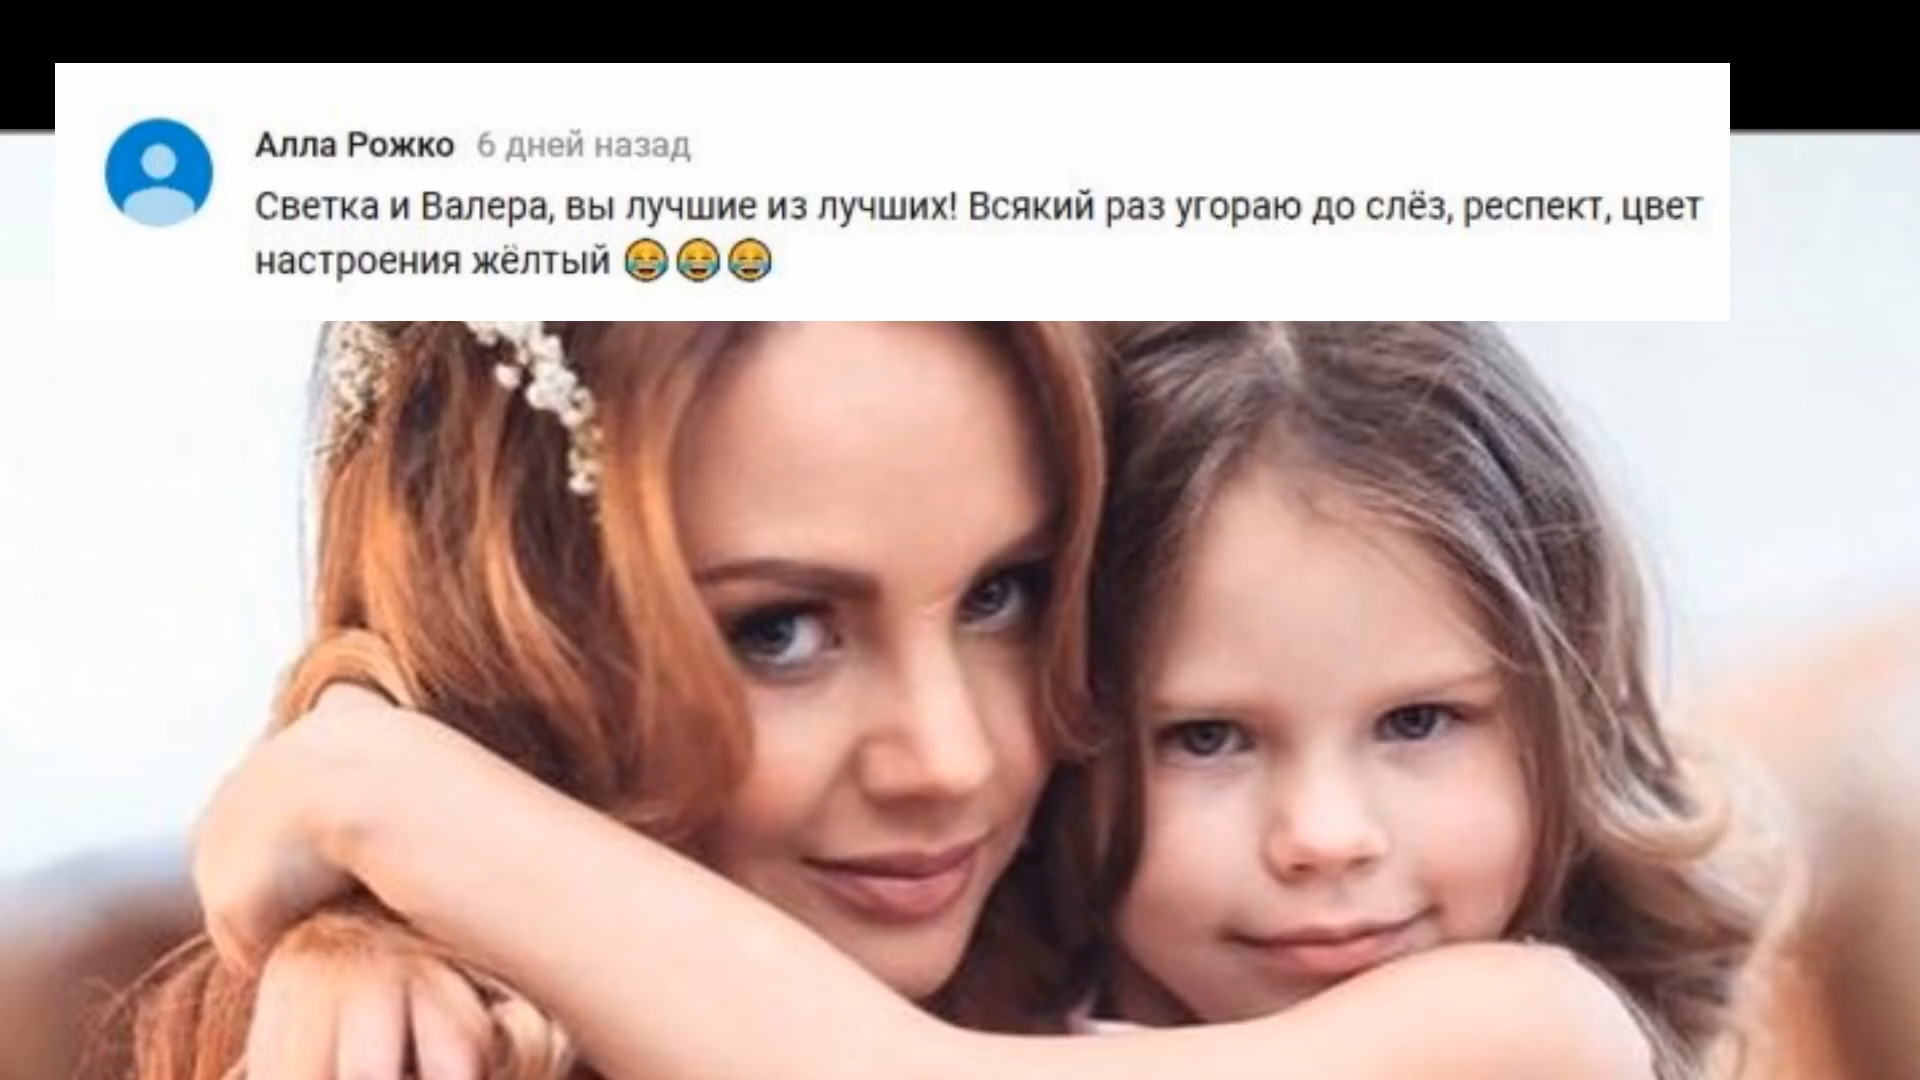 Алла Рожко 6 дней назад
Светка и Валера, вы лучшие из лучших! Всякий раз угораю до слёз, респект, цвет
настроения жёлтый 😂😂😂